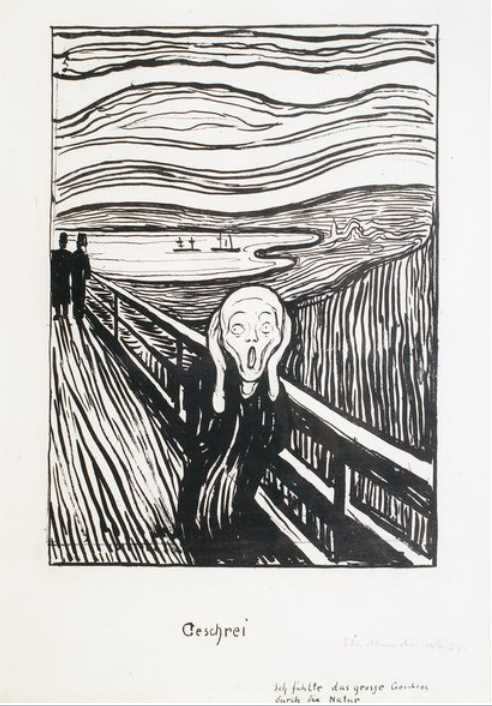 Geschrei
Ich fühlte das grosse Geschrei
durch die Natur